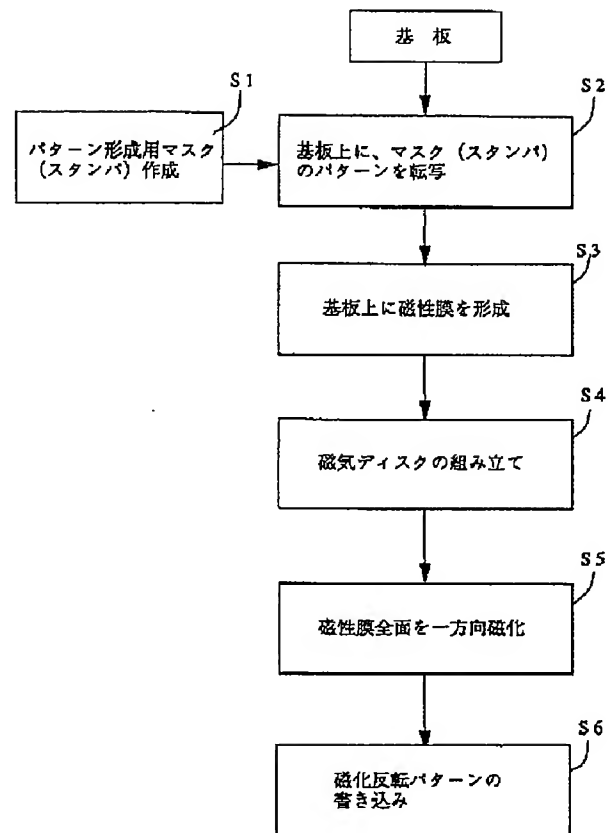 基 板
S1
S2
パターン形成用マスク
(スタンパ) 作成
基板上に、マスク (スタンパ)
のパターンを転写
S3
基板上に磁性膜を形成
S4
磁気ディスクの組み立て
S5
磁性膜全面を一方向磁化
S6
磁化反転パターンの
書き込み